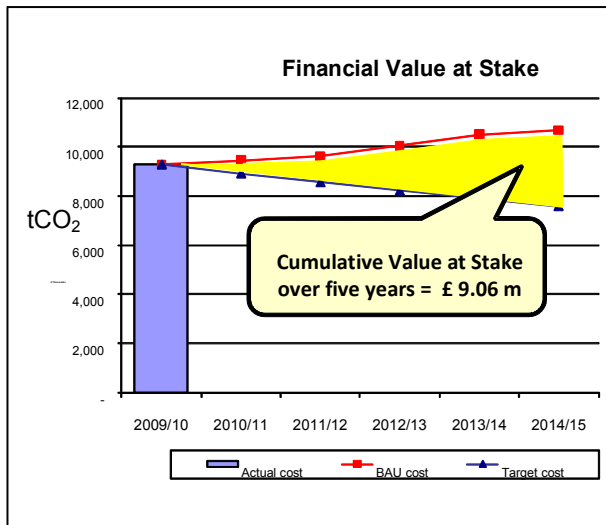 Financial Value at Stake
12,000
10,000
8,000
tCO2
6,000
4,000
2,000
-
Cumulative Value at Stake
over five years = £ 9.06 m
2009/10 2010/11 2011/12 2012/13 2013/14 2014/15
Actual cost BAU cost Target cost